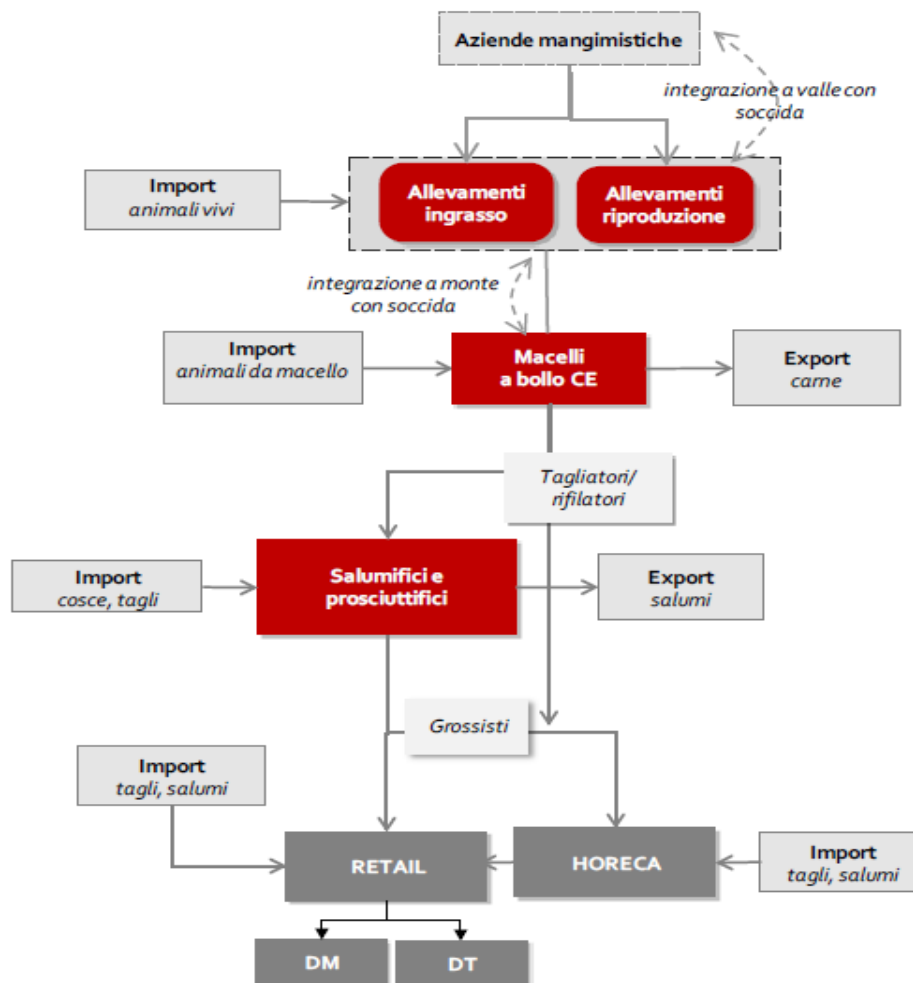 Aziende mangimistiche
integrazione a valle con
soccida
Import
animali vivi
Allevamenti
ingrasso
Allevamenti
riproduzione
integrazione a monte
con soccida
Import
animali da macello
Macelli
a bollo CE
Export
carne
Tagliatori/
rifilatori
Import
cosce, tagli
Salumifici e
prosciuttifici
Export
salumi
Grossisti
Import
tagli, salumi
RETAIL
HORECA
Import
tagli, salumi
DM
DT